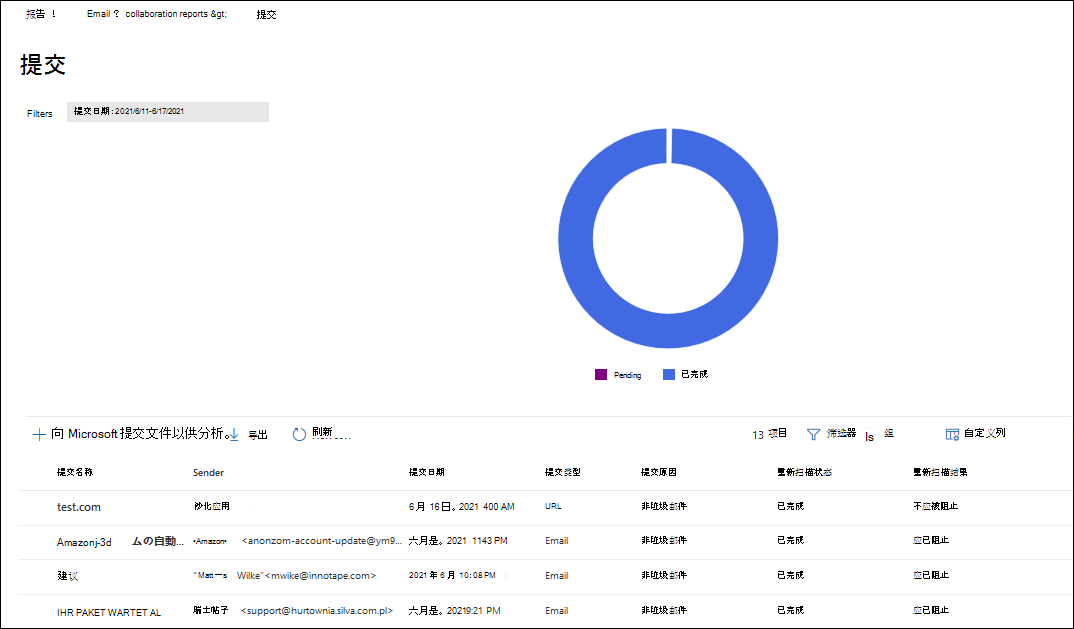 报告 ! Email ? collaboration reports &gt; 提交
提交
Filters 提交日期 : 2021/6/11-6/17/2021
Pending 已完成
向 Microsoft 提交文件以供分析。 导出 刷新 ....
13 项目 筛选器 Is 组 自定义列
提交名称 Sender 提交日期 提交类型 提交原因 重新扫描状态 重新扫描结果
test.com 沙化应用 6月 16日。2021 400 AM URL 非垃圾邮件 已完成 不应被阻止
Amazonj-3d ムの自動... •Amazon• <anonzom-account-update@ym9... 六月是。2021 1143 PM Email 非垃圾邮件 已完成 应已阻止
建议 "Matt一s Wilke"<mwike@innotape.com> 2021 年 6 月 10:08 PM Email 非垃圾邮件 已完成 应已阻止
IHR PAKET WARTET AL 瑞士帖子 <support@hurtownia.silva.com.pl> 六月是。20219:21 PM Email 非垃圾邮件 已完成 应已阻止